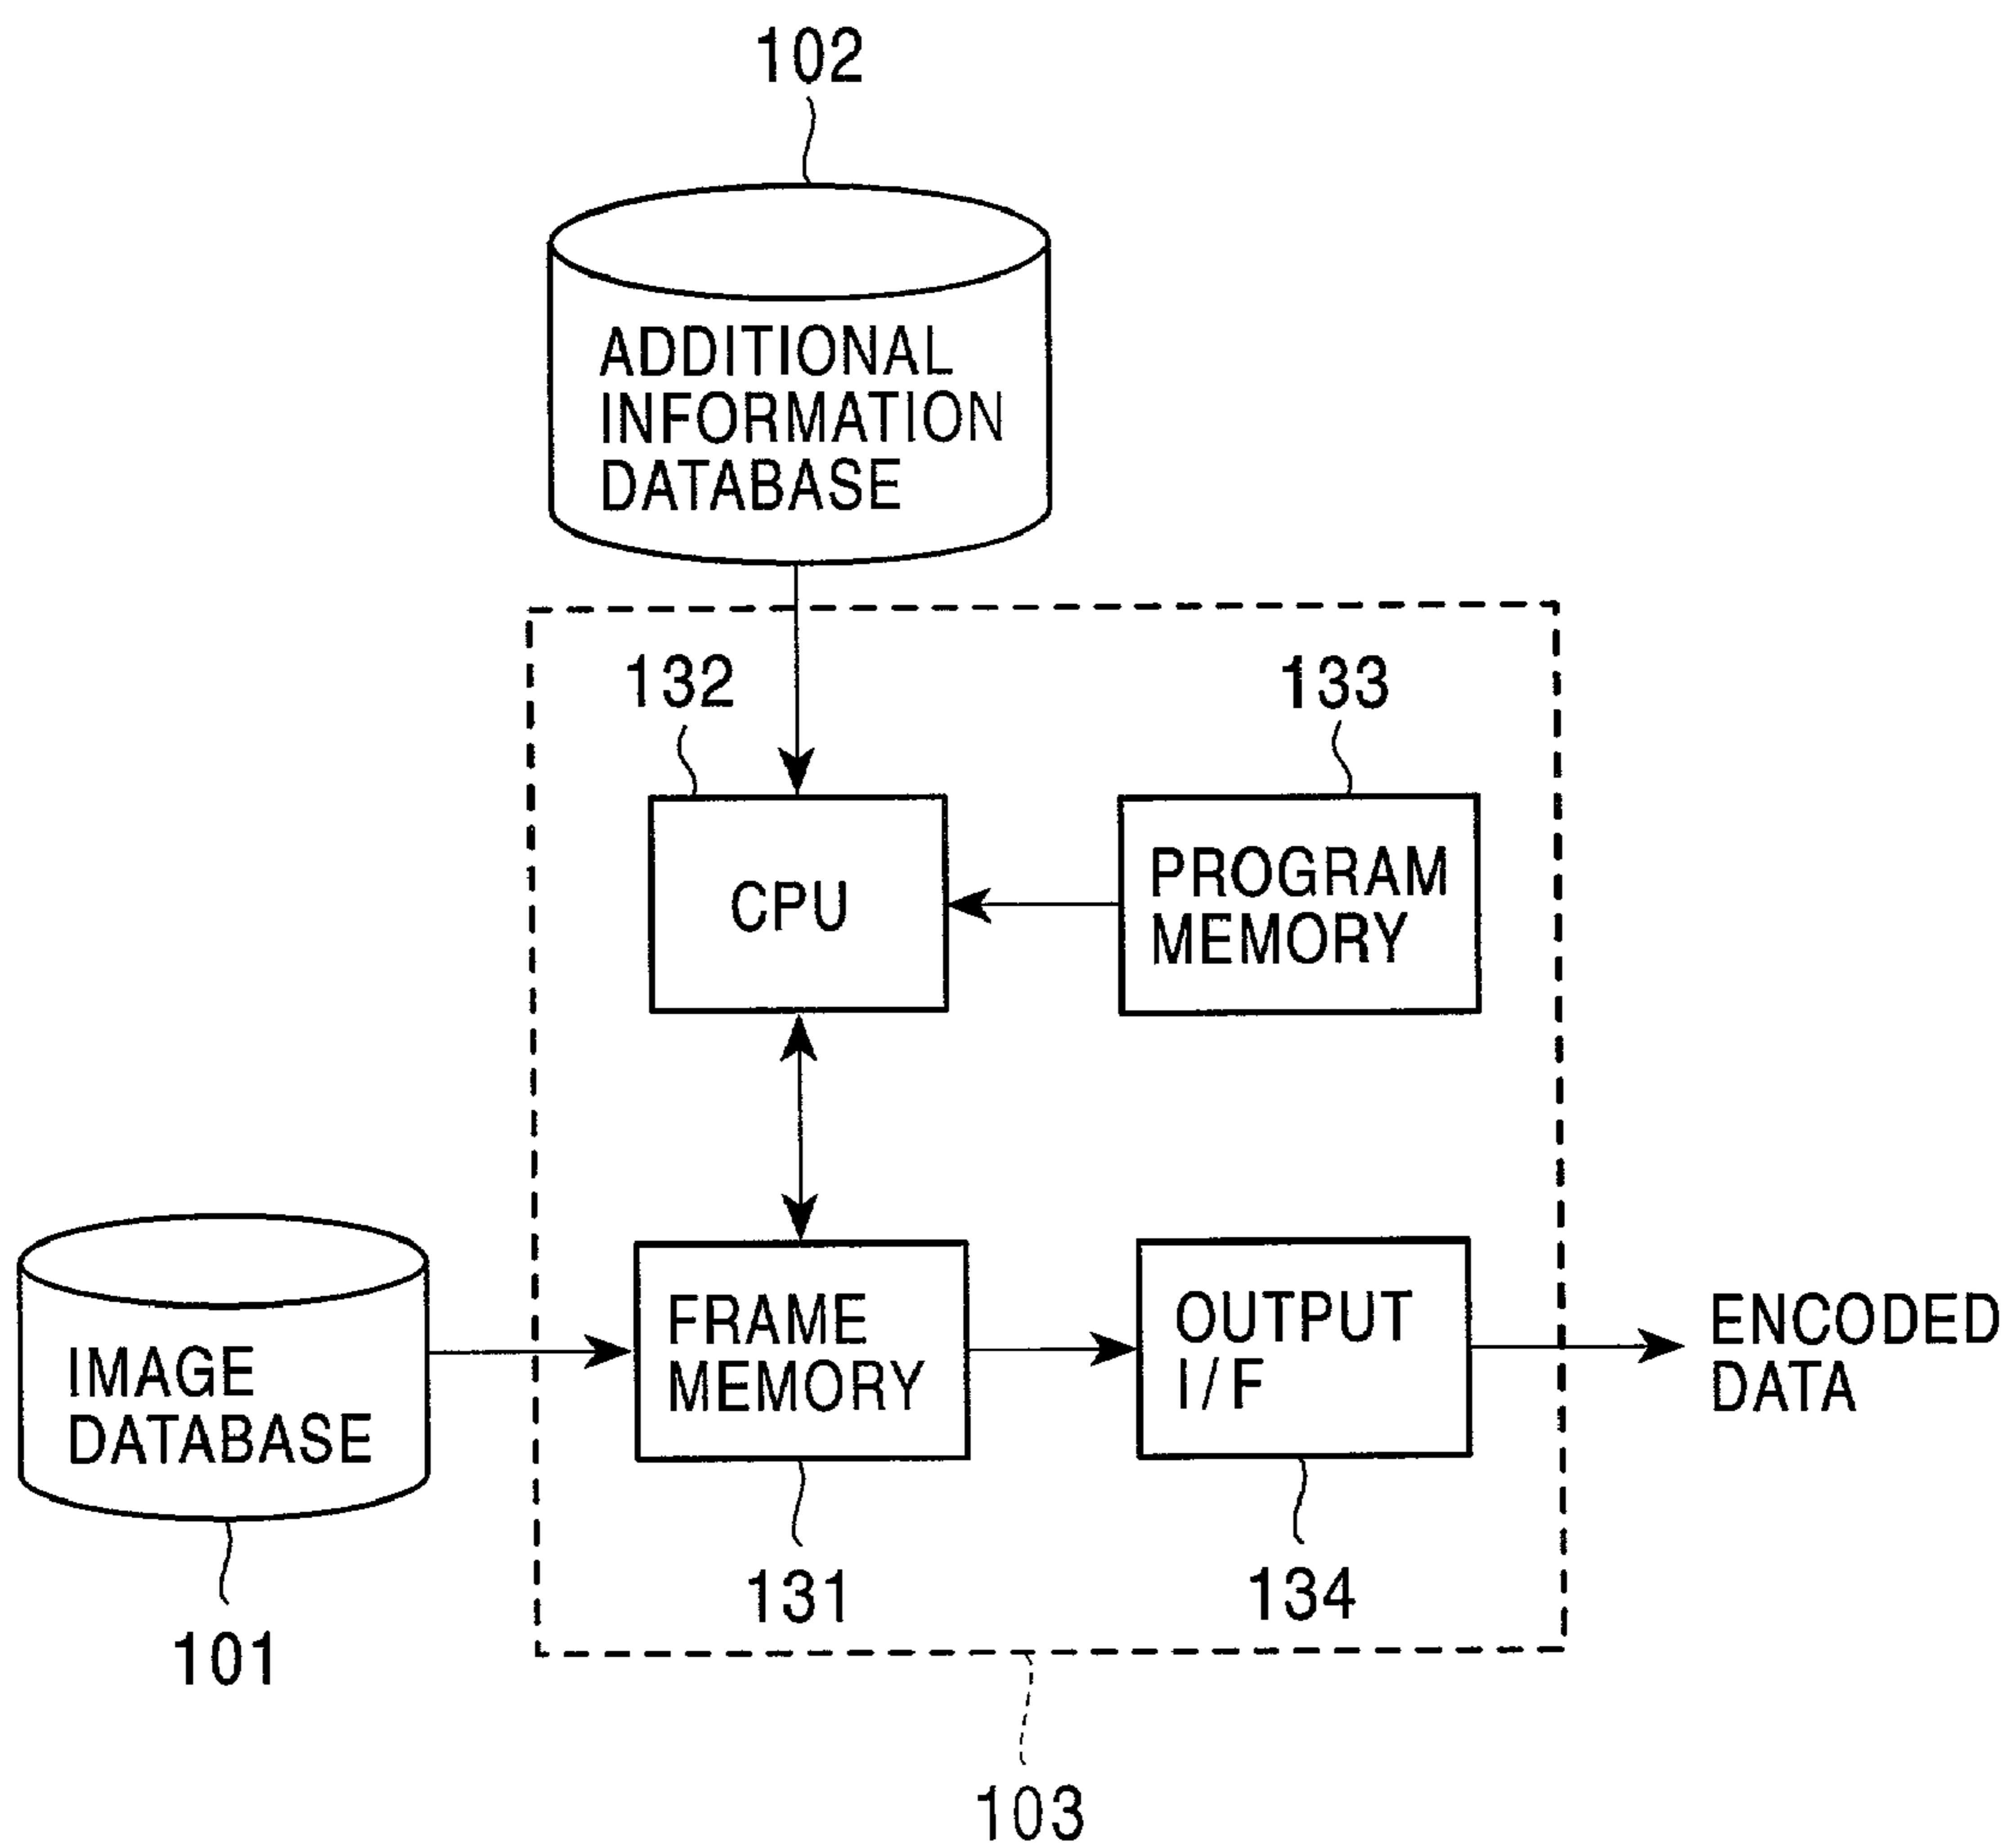 102
ADDITIONAL
INFORMATION
DATABASE
132
133
CPU
PROGRAM
MEMORY
IMAGE
DATABASE
FRAME
MEMORY
OUTPUT
I/F
ENCODED
DATA
131
134
101
103